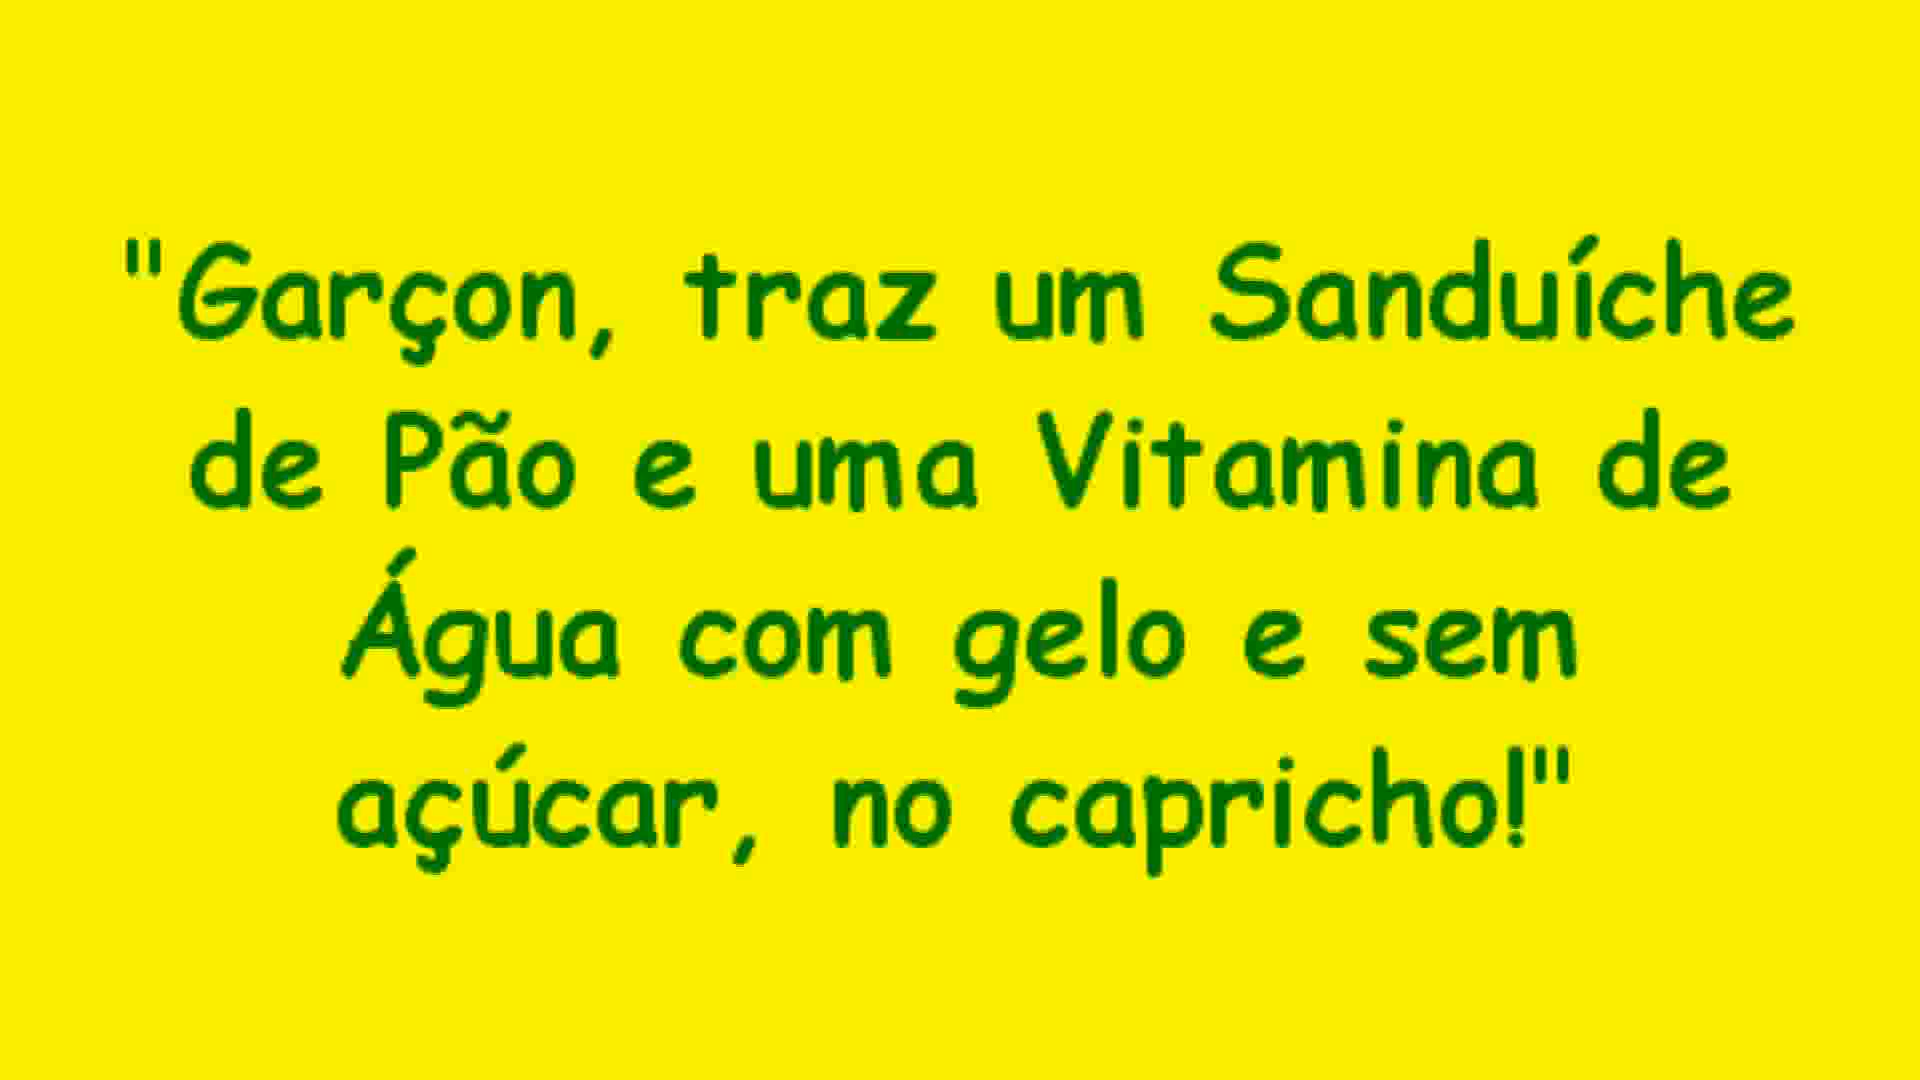 "Garçon, traz um Sanduíche
de Pão e uma Vitamina de
Água com gelo e sem
açúcar, no capricho!"